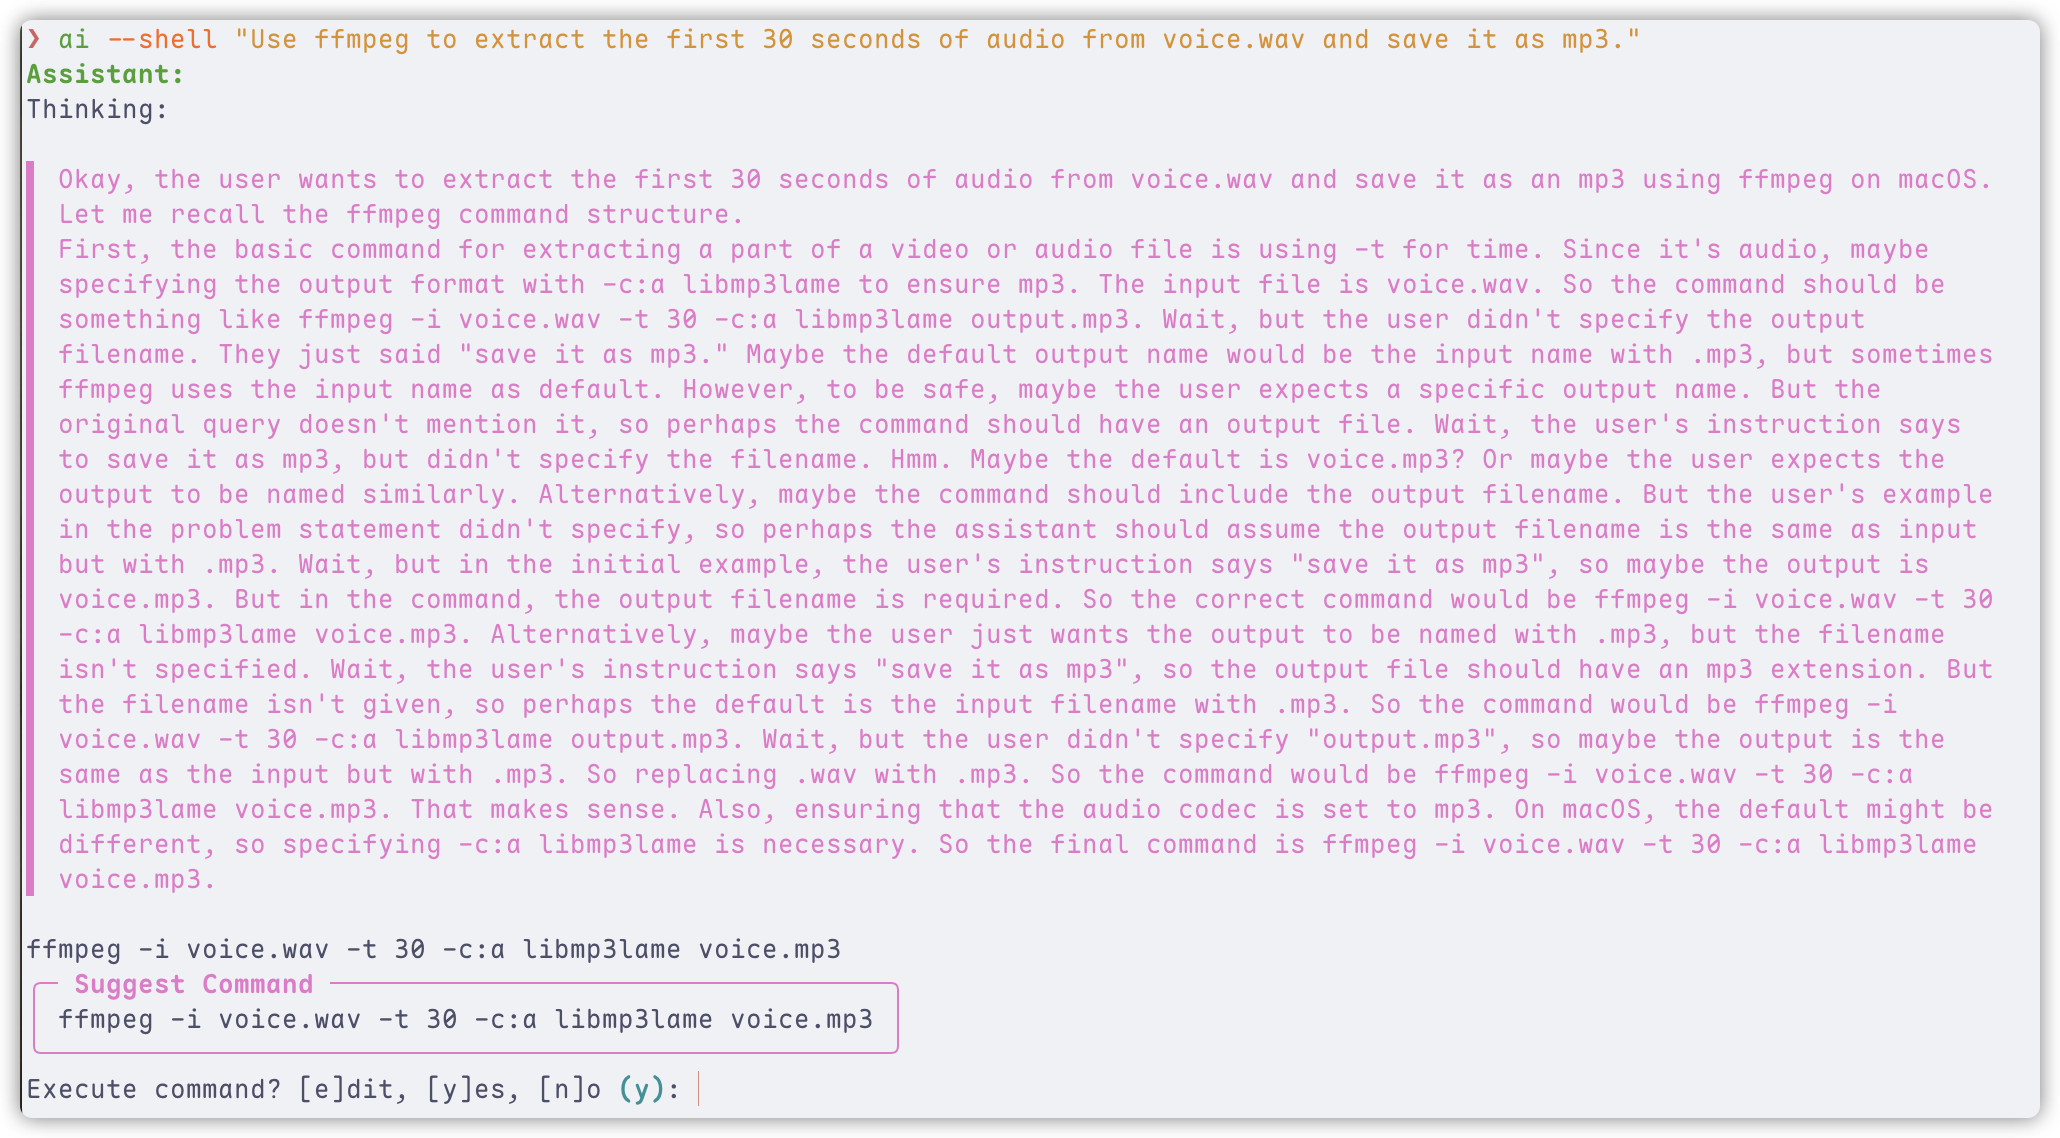 ❯ ai --shell "Use ffmpeg to extract the first 30 seconds of audio from voice.wav and save it as mp3."
Assistant:
Thinking:
Okay, the user wants to extract the first 30 seconds of audio from voice.wav and save it as an mp3 using ffmpeg on macOS.
Let me recall the ffmpeg command structure.
First, the basic command for extracting a part of a video or audio file is using -t for time. Since it's audio, maybe
specifying the output format with -c:a libmp3lame to ensure mp3. The input file is voice.wav. So the command should be
something like ffmpeg -i voice.wav -t 30 -c:a libmp3lame output.mp3. Wait, but the user didn't specify the output
filename. They just said "save it as mp3." Maybe the default output name would be the input name with .mp3, but sometimes
ffmpeg uses the input name as default. However, to be safe, maybe the user expects a specific output name. But the
original query doesn't mention it, so perhaps the command should have an output file. Wait, the user's instruction says
to save it as mp3, but didn't specify the filename. Hmm. Maybe the default is voice.mp3? Or maybe the user expects the
output to be named similarly. Alternatively, maybe the command should include the output filename. But the user's example
in the problem statement didn't specify, so perhaps the assistant should assume the output filename is the same as input
but with .mp3. Wait, but in the initial example, the user's instruction says "save it as mp3", so maybe the output is
voice.mp3. But in the command, the output filename is required. So the correct command would be ffmpeg -i voice.wav -t 30
-c:a libmp3lame voice.mp3. Alternatively, maybe the user just wants the output to be named with .mp3, but the filename
isn't specified. Wait, the user's instruction says "save it as mp3", so the output file should have an mp3 extension. But
the filename isn't given, so perhaps the default is the input filename with .mp3. So the command would be ffmpeg -i
voice.wav -t 30 -c:a libmp3lame output.mp3. Wait, but the user didn't specify "output.mp3", so maybe the output is the
same as the input but with .mp3. So replacing .wav with .mp3. So the command would be ffmpeg -i voice.wav -t 30 -c:a
libmp3lame voice.mp3. That makes sense. Also, ensuring that the audio codec is set to mp3. On macOS, the default might be
different, so specifying -c:a libmp3lame is necessary. So the final command is ffmpeg -i voice.wav -t 30 -c:a libmp3lame
voice.mp3.
ffmpeg -i voice.wav -t 30 -c:a libmp3lame voice.mp3
Suggest Command
ffmpeg -i voice.wav -t 30 -c:a libmp3lame voice.mp3
Execute command? [e]dit, [y]es, [n]o (y):